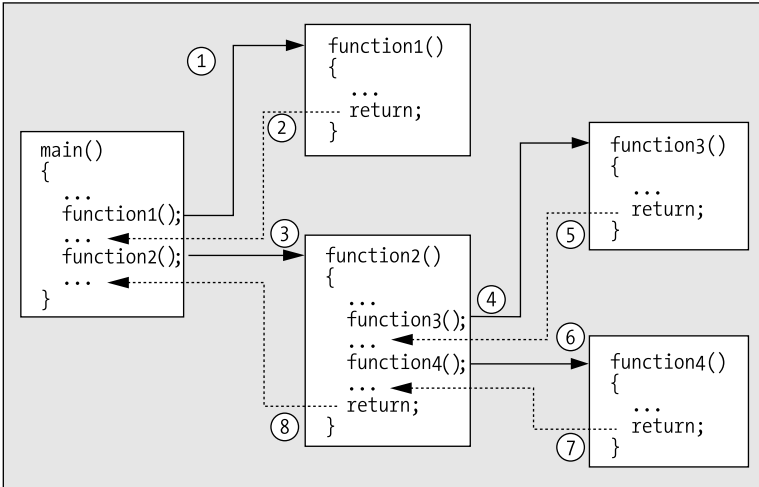 1
function1()
{
...
return;
}
2
main()
{
...
function1();
...
function2();
...
}
3
function2()
{
...
function3();
...
function4();
...
return;
}
4
function3()
{
...
return;
}
5
6
function4()
{
...
return;
}
7
8